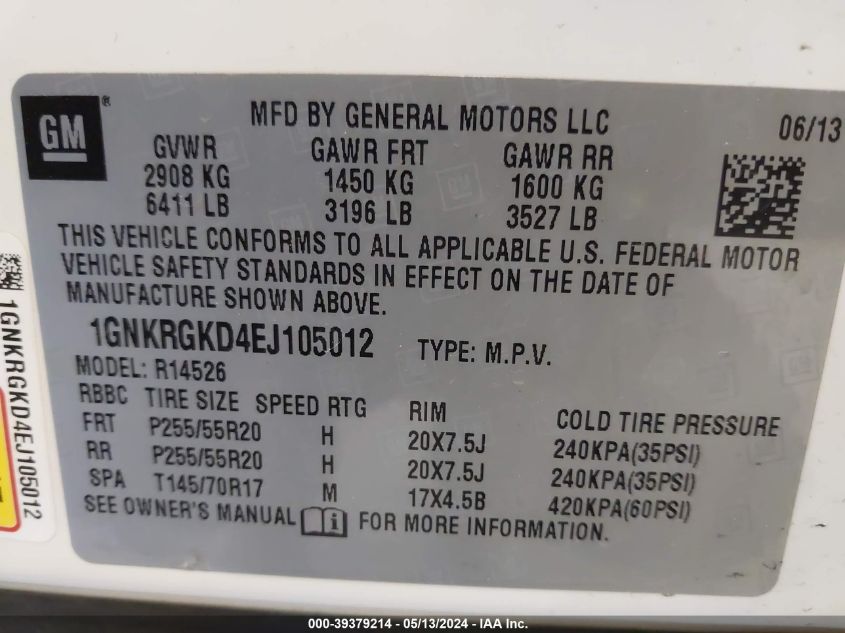 GM ®
MFD BY GENERAL MOTORS LLC
06/13
GVWR GAWR FRT GAWR RR
2908 KG 1450 KG 1600 KG
6411 LB 3196 LB 3527 LB
THIS VEHICLE CONFORMS TO ALL APPLICABLE U.S. FEDERAL MOTOR
VEHICLE SAFETY STANDARDS IN EFFECT ON THE DATE OF
MANUFACTURE SHOWN ABOVE.
1GNKRGKD4EJ105012 TYPE: M.P.V.
MODEL: R14526
RBBC TIRE SIZE SPEED RTG RIM COLD TIRE PRESSURE
FRT P255/55R20 H 20X7.5J 240KPA(35PSI)
RR P255/55R20 H 20X7.5J 240KPA(35PSI)
SPA T145/70R17 M 17X4.5B 420KPA(60PSI)
SEE OWNER'S MANUAL i FOR MORE INFORMATION.
1GNKRGKD4EJ105012
000-39379214 - 05/13/2024 - IAA Inc.